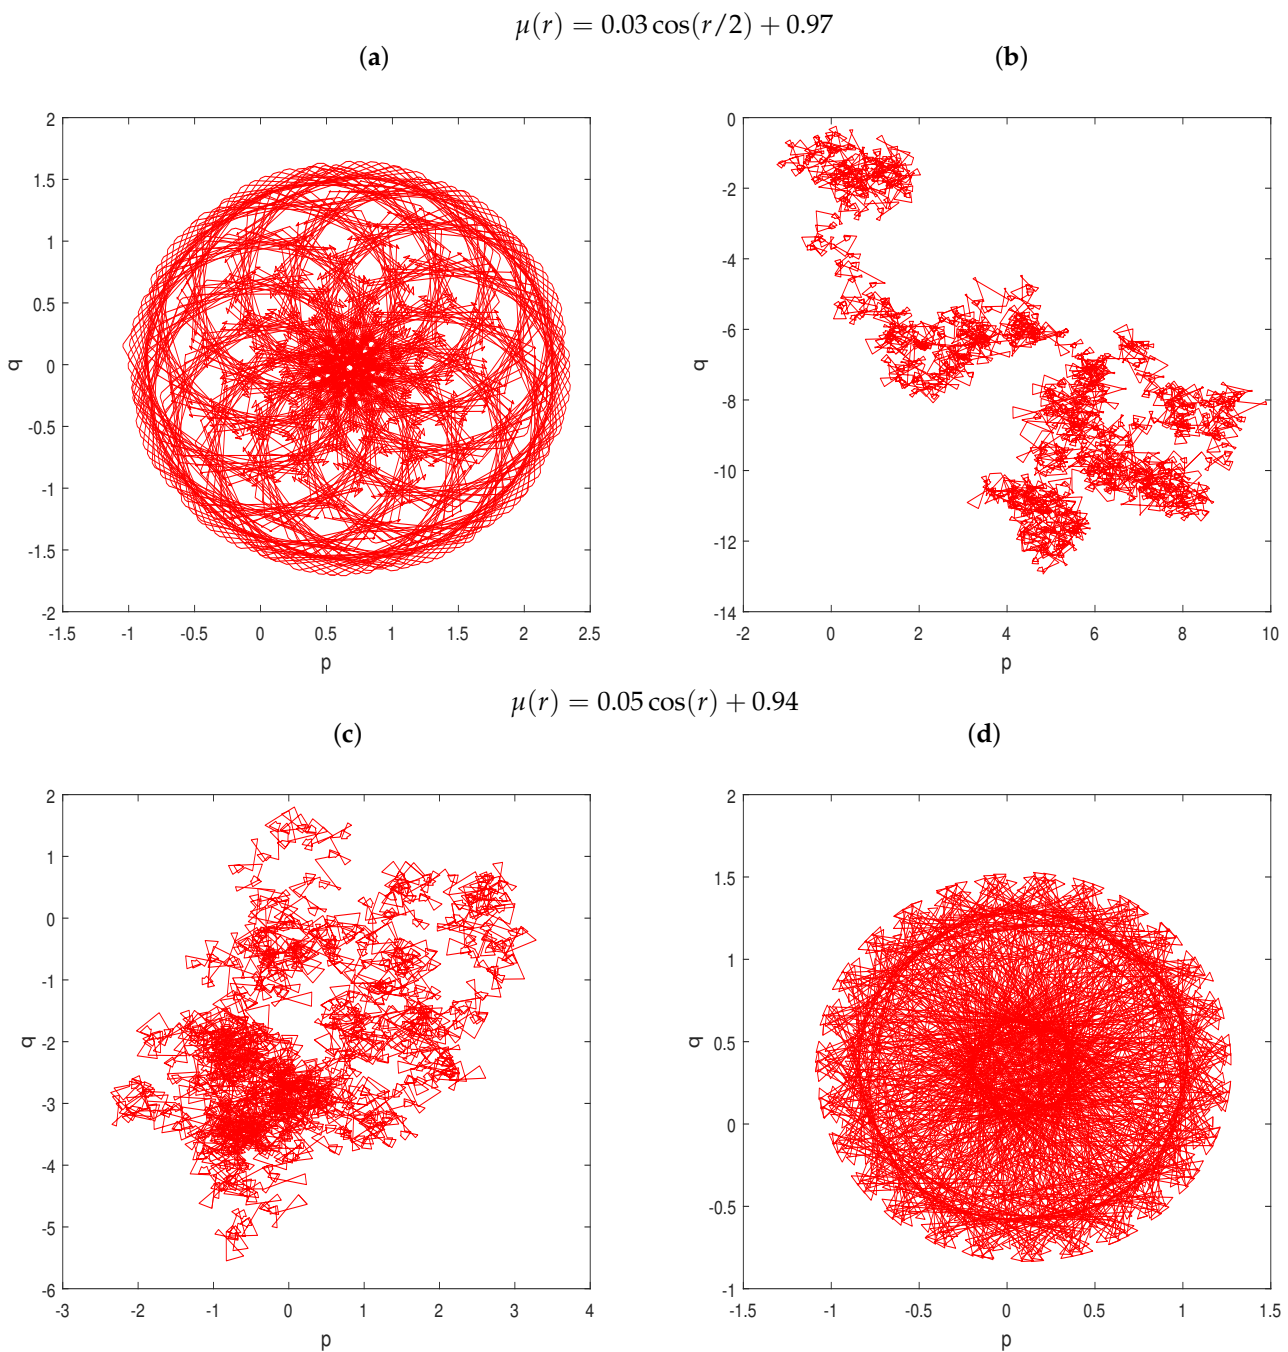 μ(r) = 0.03 cos(r/2) + 0.97
(a) (b)
2 0
1.5 -2
1 -4
0.5 -6
q 0 q -8
-0.5 -10
-1 -12
-1.5 -14
-2
-1.5 -1 -0.5 0 0.5 1 1.5 2 2.5 -2 0 2 4 6 8 10
p p
μ(r) = 0.05 cos(r) + 0.94
(c) (d)
2 2
1 1.5
0 1
-1 0.5
q -2 q 0
-3 -0.5
-4 -1
-5
-6
-3 -2 -1 0 1 2 3 4 -1.5 -1 -0.5 0 0.5 1 1.5
p p